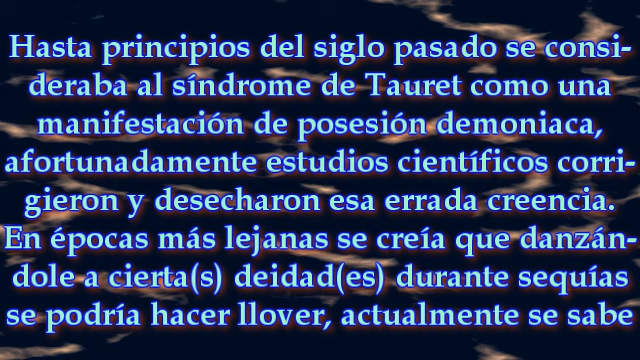 Hasta principios del siglo pasado se consi-
deraba al síndrome de Tauret como una
manifestación de posesión demoniaca,
afortunadamente estudios científicos corri-
gieron y desecharon esa errada creencia.
En épocas más lejanas se creía que danzán-
dole a cierta(s) deidad(es) durante sequías
se podría hacer llover, actualmente se sabe